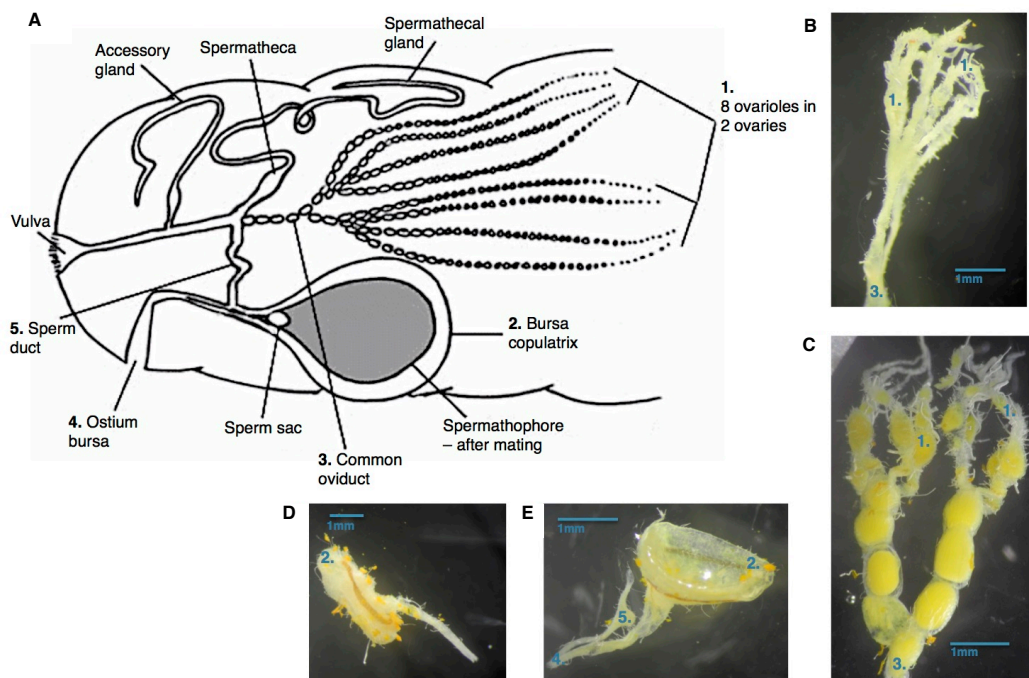 A
Accessory
gland
Spermatheca
Spermathecal
gland
1.
8 ovarioles in
2 ovaries
Vulva
5. Sperm
duct
2. Bursa
copulatrix
4. Ostium
bursa
Sperm sac
3. Common
oviduct
Spermathophore
– after mating
B
1.
1.
3.
1mm
C
1.
1.
3.
1mm
D
1mm
2.
E
1mm
2.
5.
4.